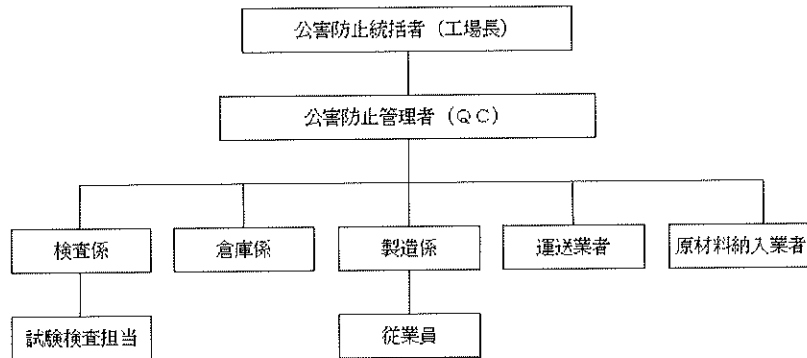 公害防止統括者（工場長）
公害防止管理者（ＱＣ）
検査係
倉庫係
製造係
運送業者
原材料納入業者
試験検査担当
従業員